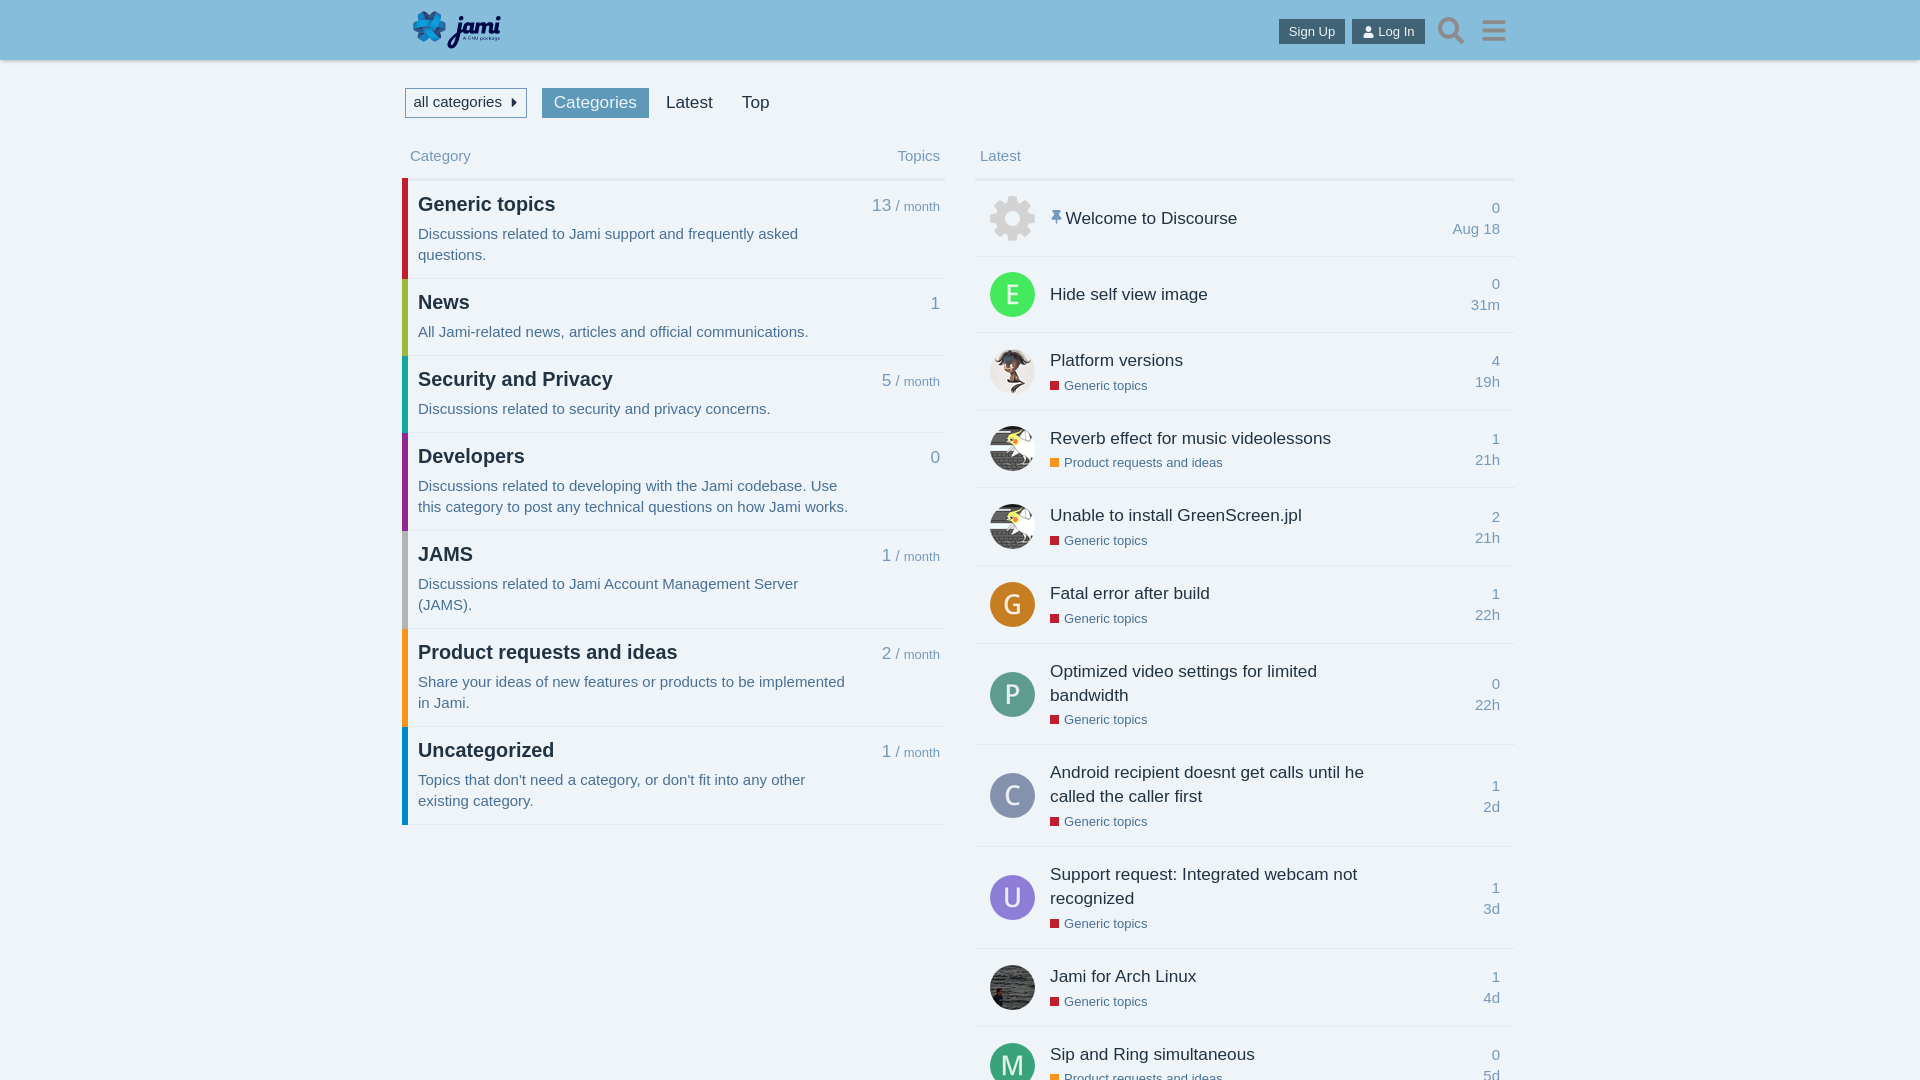 jami
A GNU package
Sign Up
Log In
all categories
Categories
Latest
Top
Category
Topics
Generic topics
13 / month
Discussions related to Jami support and frequently asked
questions.
News
1
All Jami-related news, articles and official communications.
Security and Privacy
5 / month
Discussions related to security and privacy concerns.
Developers
0
Discussions related to developing with the Jami codebase. Use
this category to post any technical questions on how Jami works.
JAMS
1 / month
Discussions related to Jami Account Management Server
(JAMS).
Product requests and ideas
2 / month
Share your ideas of new features or products to be implemented
in Jami.
Uncategorized
1 / month
Topics that don't need a category, or don't fit into any other
existing category.
Latest
Welcome to Discourse
0
Aug 18
E
Hide self view image
0
31m
Platform versions
Generic topics
4
19h
Reverb effect for music videolessons
Product requests and ideas
1
21h
Unable to install GreenScreen.jpl
Generic topics
2
21h
G
Fatal error after build
Generic topics
1
22h
P
Optimized video settings for limited
bandwidth
Generic topics
0
22h
C
Android recipient doesnt get calls until he
called the caller first
Generic topics
1
2d
U
Support request: Integrated webcam not
recognized
Generic topics
1
3d
Jami for Arch Linux
Generic topics
1
4d
M
Sip and Ring simultaneous
Product requests and ideas
0
5d